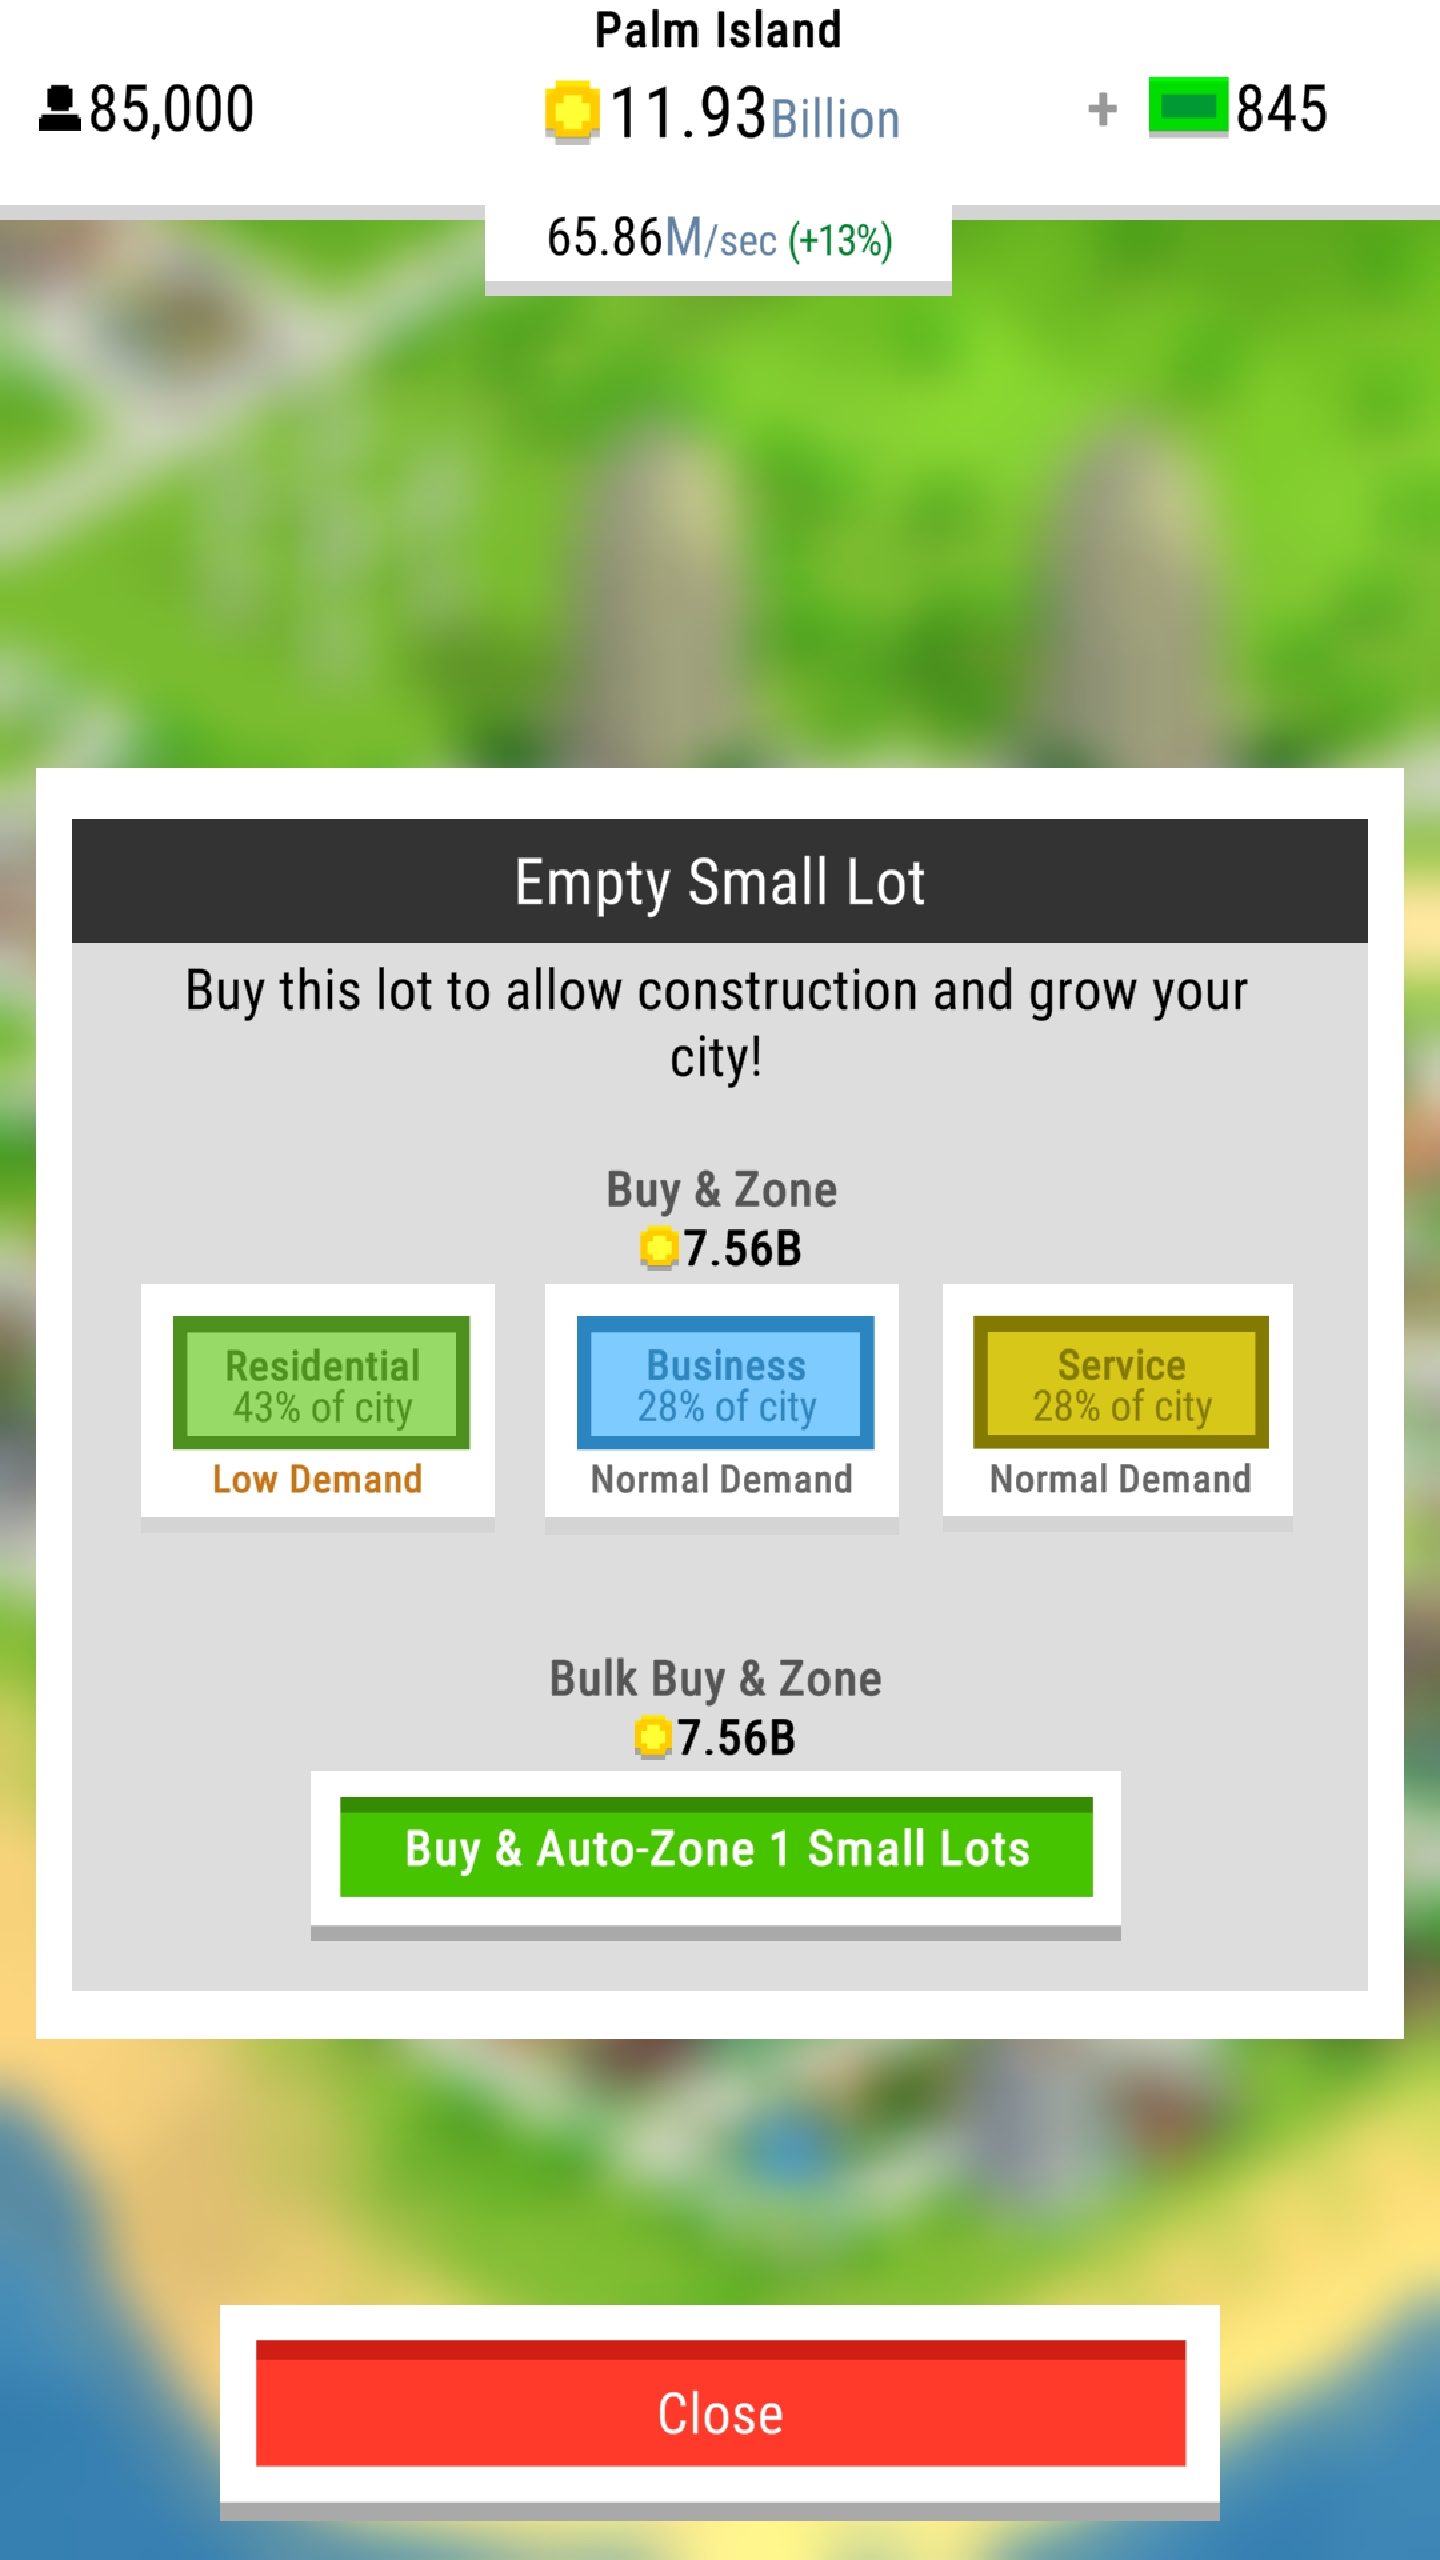 Palm Island
85,000
11.93Billion
+ 845
65.86M/sec (+13%)
Empty Small Lot
Buy this lot to allow construction and grow your
city!
Buy & Zone
7.56B
Residential
43% of city
Low Demand
Business
28% of city
Normal Demand
Service
28% of city
Normal Demand
Bulk Buy & Zone
7.56B
Buy & Auto-Zone 1 Small Lots
Close